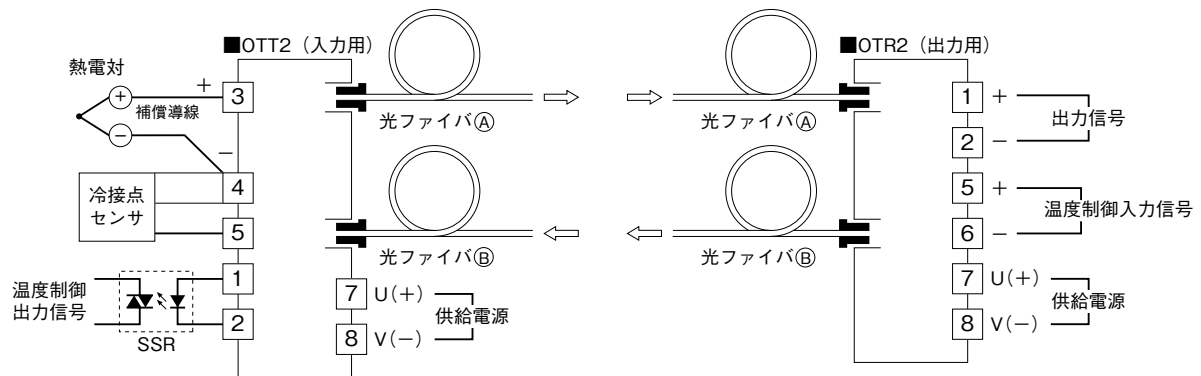 ■OTT2（入力用）
熱電対
+
+
補償導線
−
−
3
4
5
1
2
冷接点
センサ
温度制御
出力信号
SSR
光ファイバⒶ
光ファイバⒷ
7
U(+)
8
V(−)
供給電源
■OTR2（出力用）
光ファイバⒶ
光ファイバⒷ
1
+
2
−
出力信号
5
+
6
−
温度制御入力信号
7
U(+)
8
V(−)
供給電源